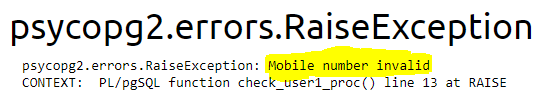 psycopg2.errors.RaiseException
psycopg2.errors.RaiseException: Mobile number invalid
CONTEXT:  PL/pgSQL function check_user1_proc() line 13 at RAISE